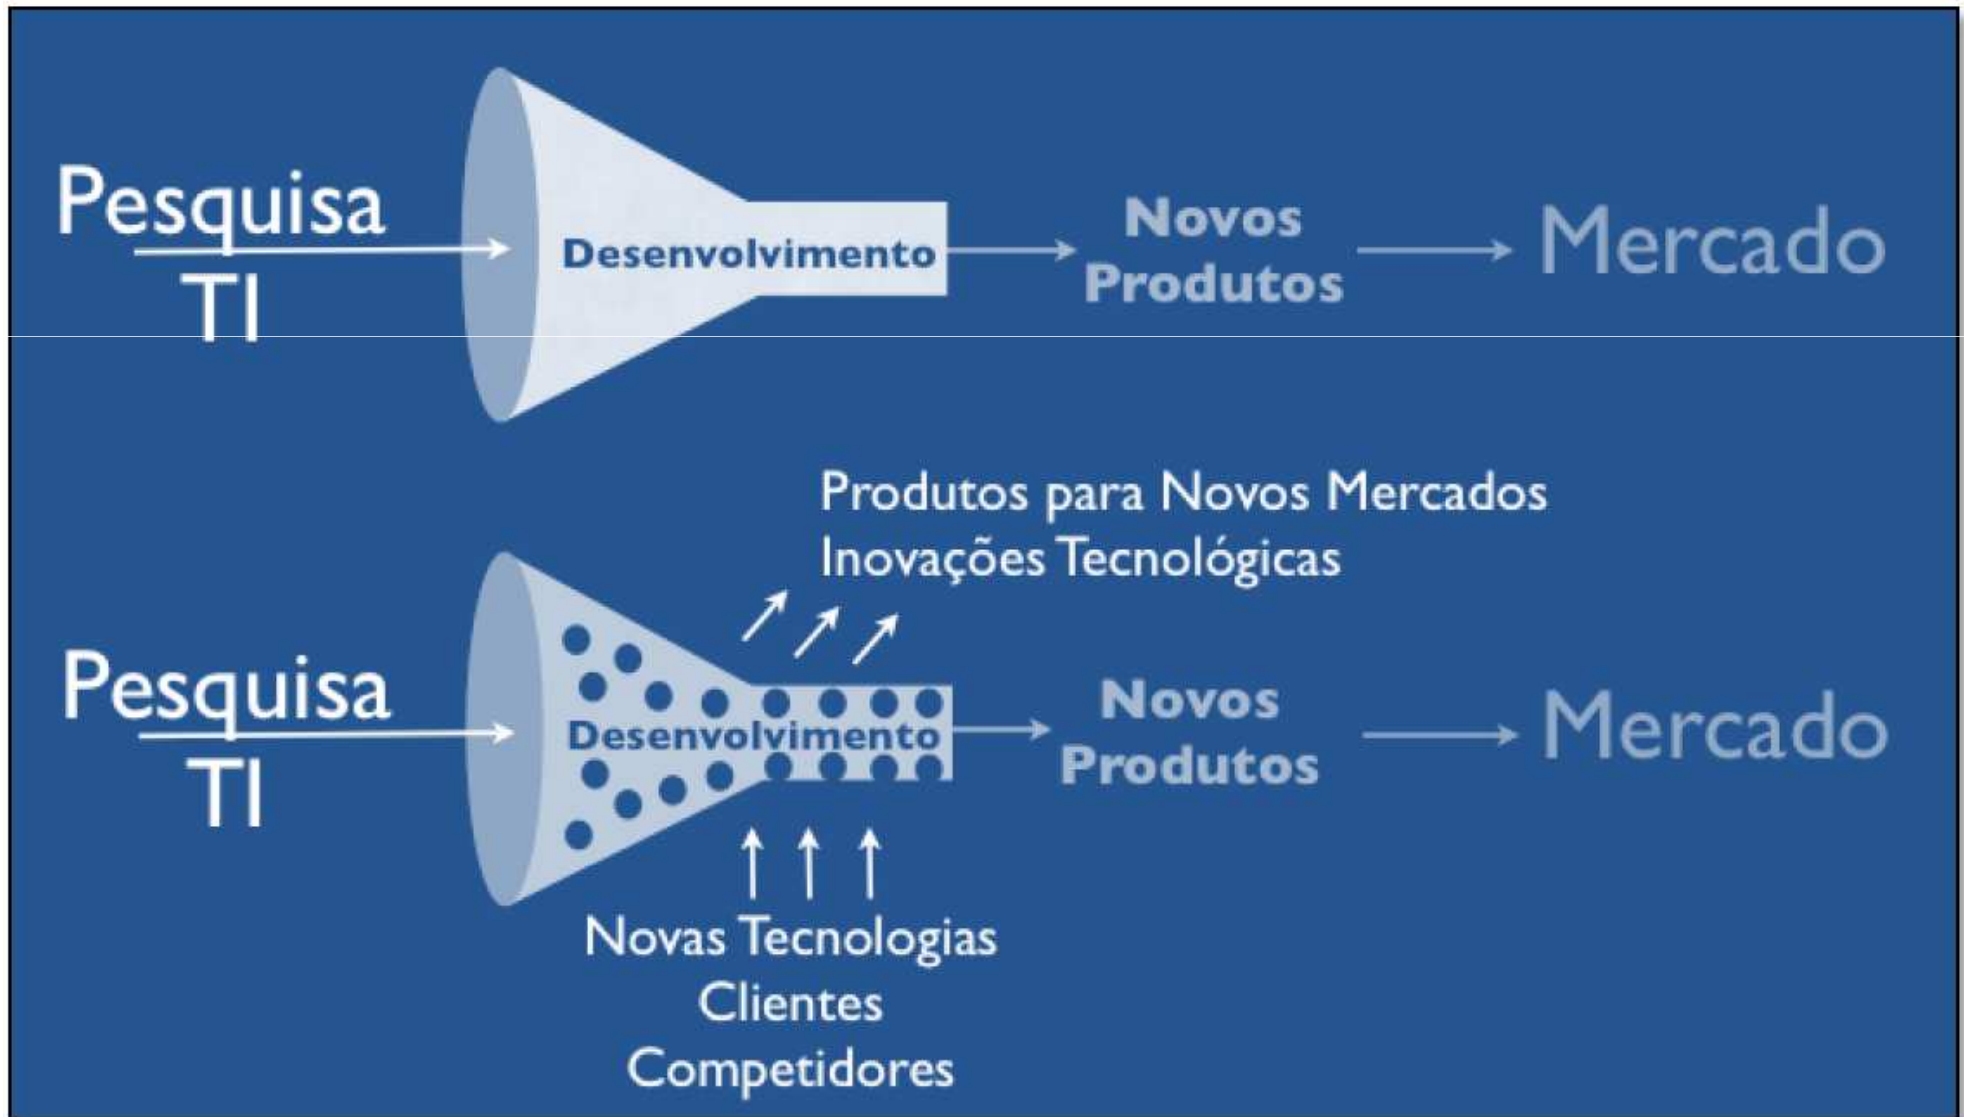 Pesquisa
TI
Desenvolvimento
Novos
Produtos
Mercado
Produtos para Novos Mercados
Inovações Tecnológicas
Pesquisa
TI
Desenvolvimento
Novos
Produtos
Mercado
Novas Tecnologias
Clientes
Competidores